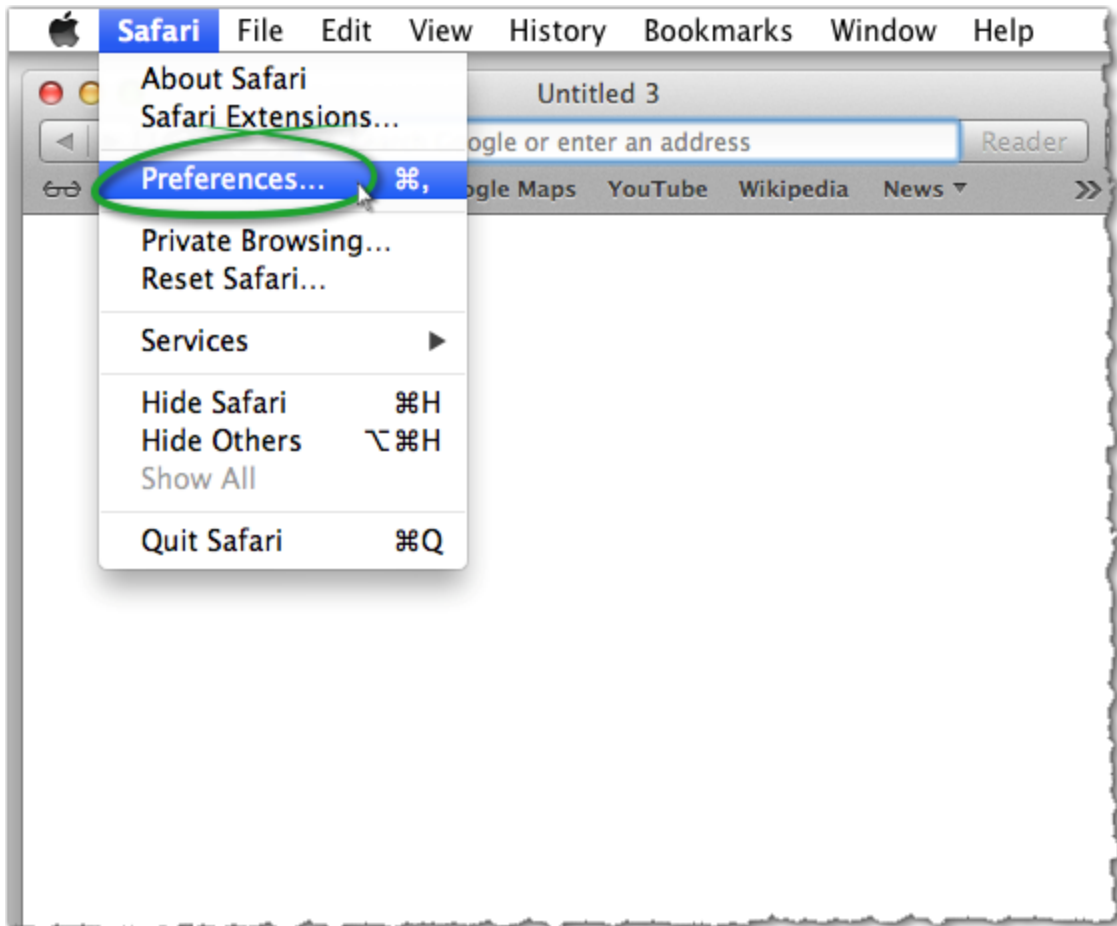 Safari File Edit View History Bookmarks Window Help
About Safari
Untitled 3
Safari Extensions...
ogle or enter an address
Reader
Preferences... ⌘,
ogle Maps YouTube Wikipedia News
Private Browsing...
Reset Safari...
Services
Hide Safari ⌘H
Hide Others ⌥⌘H
Show All
Quit Safari ⌘Q